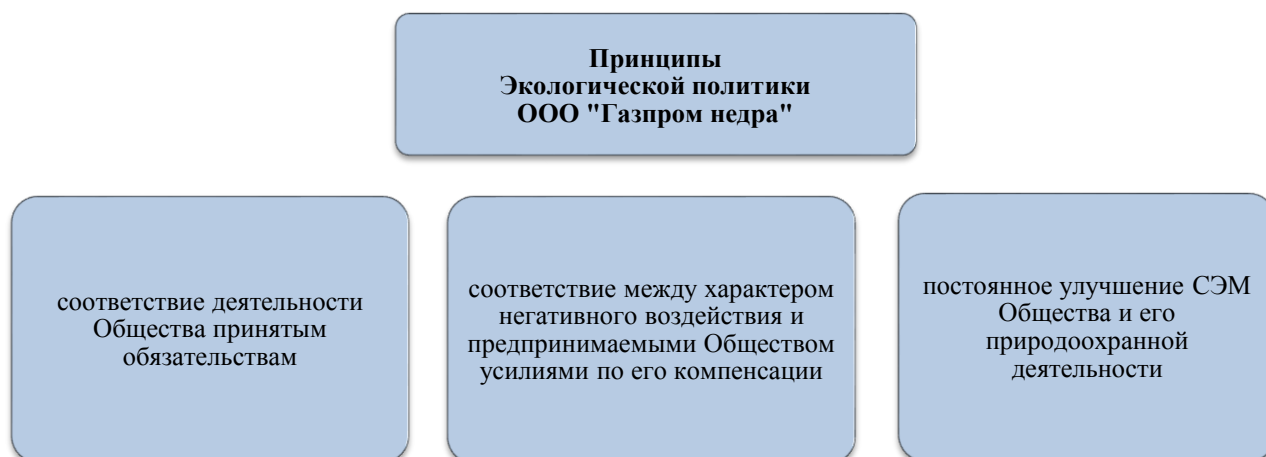 Принципы
Экологической политики
ООО "Газпром недра"
соответствие деятельности
Общества принятым
обязательствам
соответствие между характером
негативного воздействия и
предпринимаемыми Обществом
усилиями по его компенсации
постоянное улучшение СЭМ
Общества и его
природоохранной
деятельности